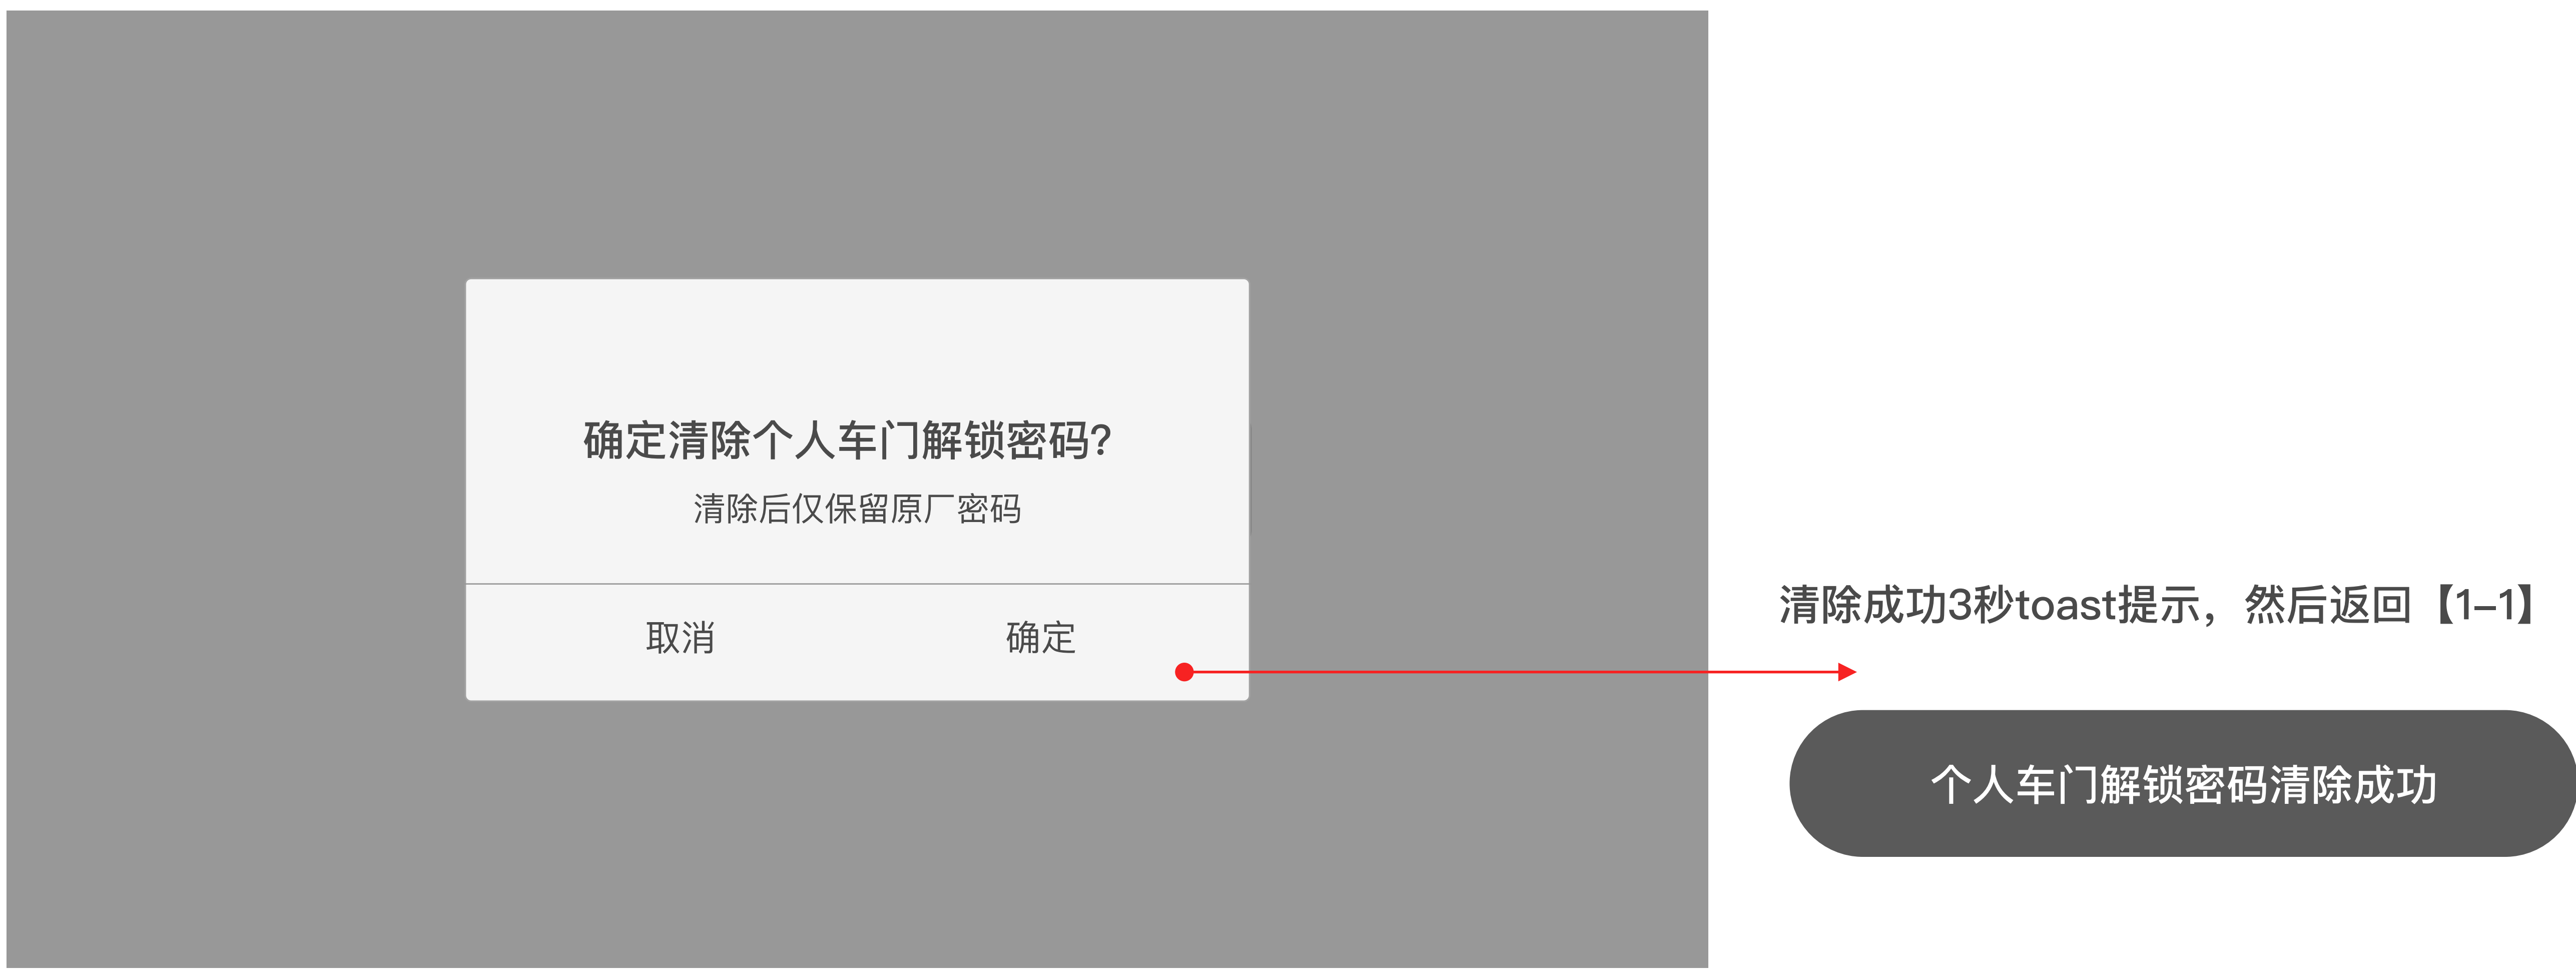 确定清除个人车门解锁密码?
清除后仅保留原厂密码
取消
确定
清除成功3秒toast提示，然后返回【1–1】
个人车门解锁密码清除成功